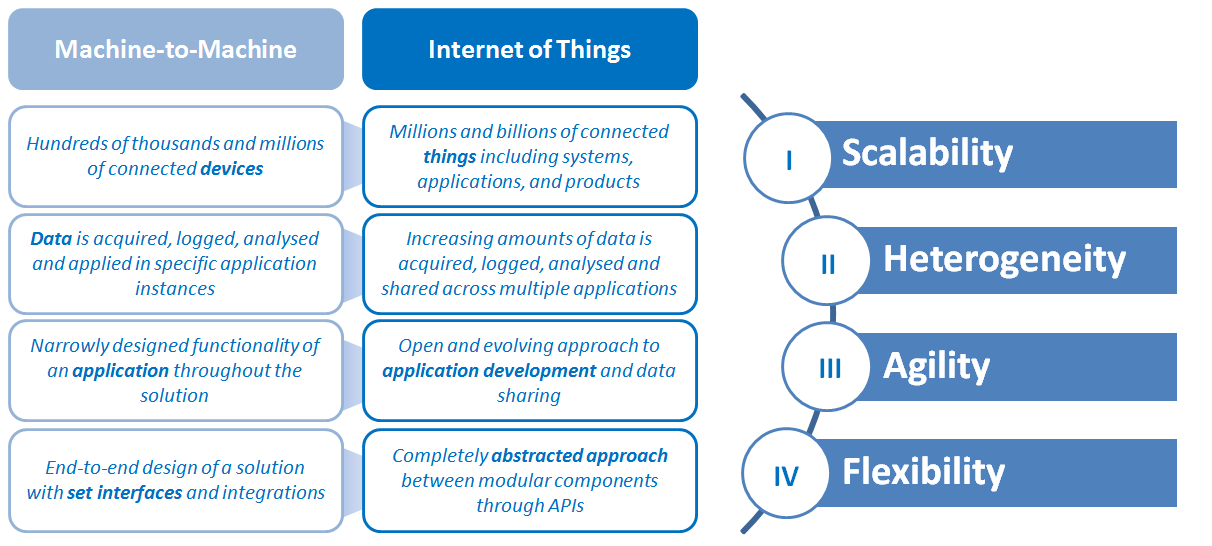 Machine-to-Machine
Internet of Things
Hundreds of thousands and millions
of connected devices
Millions and billions of connected
things including systems,
applications, and products
I
Scalability
Data is acquired, logged, analysed
and applied in specific application
instances
Increasing amounts of data is
acquired, logged, analysed and
shared across multiple applications
II
Heterogeneity
Narrowly designed functionality of
an application throughout the
solution
Open and evolving approach to
application development and data
sharing
III
Agility
End-to-end design of a solution
with set interfaces and integrations
Completely abstracted approach
between modular components
through APIs
IV
Flexibility